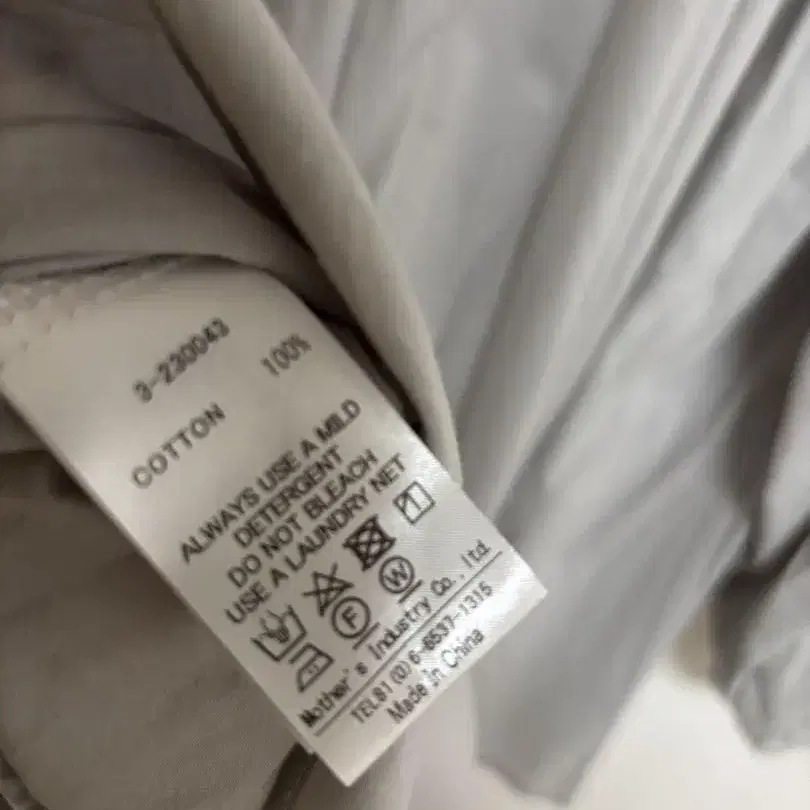 3-230043
COTTON 100%
ALWAYS USE A MILD
DETERGENT
DO NOT BLEACH
USE A LAUNDRY NET
F W
Mother's Industry Co., ltd.
TEL81(0)6-6537-1315
Made In China